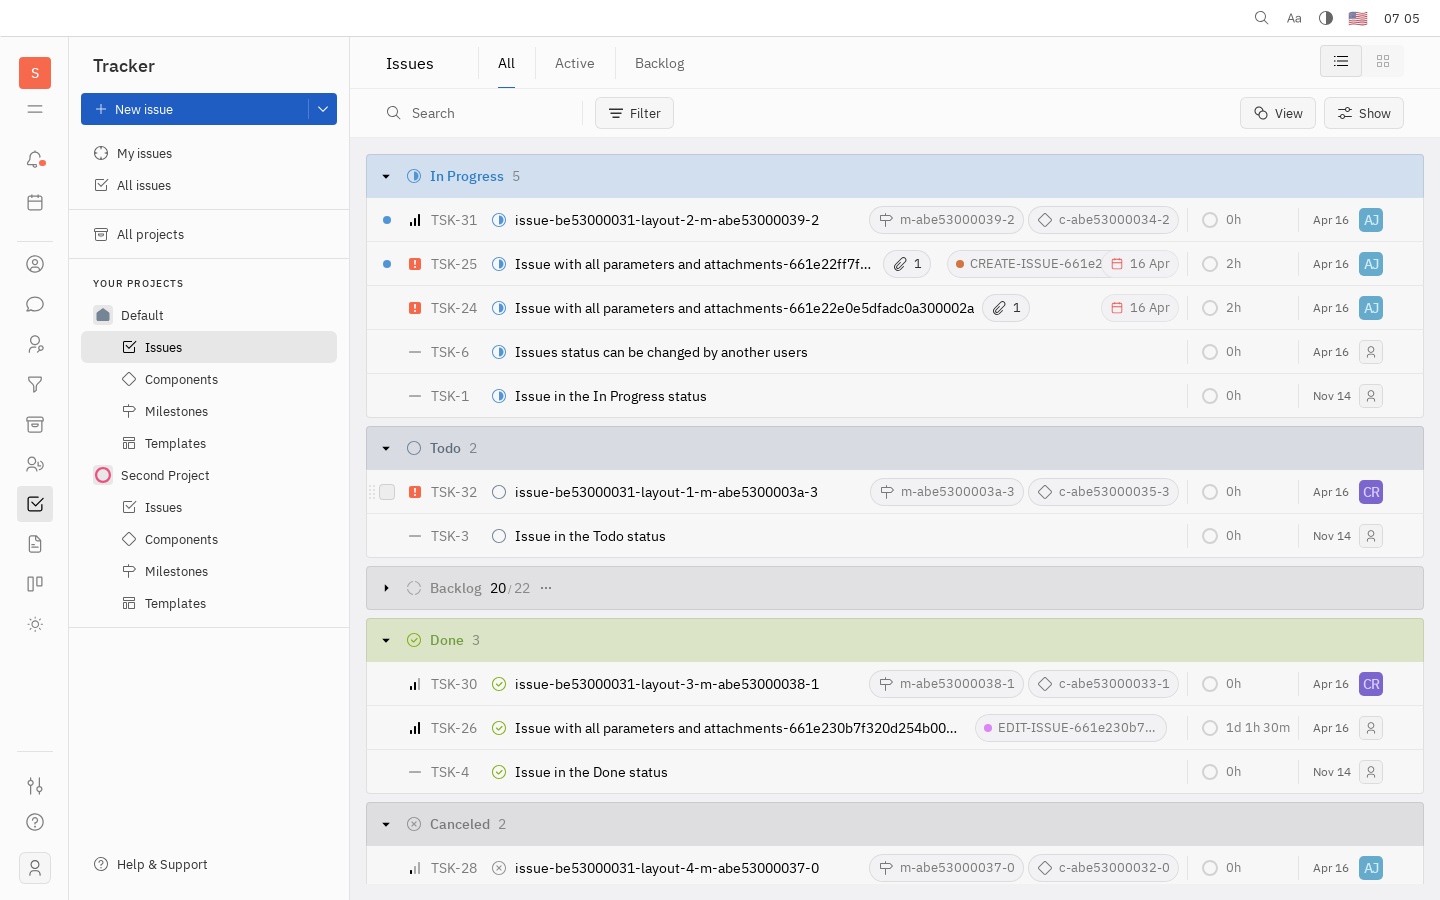 Aa
07 05
S
Tracker
New issue
My issues
All issues
All projects
YOUR PROJECTS
Default
Issues
Components
Milestones
Templates
Second Project
Issues
Components
Milestones
Templates
Help & Support
Issues
All
Active
Backlog
Search
Filter
View
Show
In Progress 5
TSK-31 issue-be53000031-layout-2-m-abe53000039-2 m-abe53000039-2 c-abe53000034-2 0h Apr 16 AJ
TSK-25 Issue with all parameters and attachments-661e22ff7f... 1 CREATE-ISSUE-661e2 16 Apr 2h Apr 16 AJ
TSK-24 Issue with all parameters and attachments-661e22e0e5dfadc0a300002a 1 16 Apr 2h Apr 16 AJ
TSK-6 Issues status can be changed by another users 0h Apr 16
TSK-1 Issue in the In Progress status 0h Nov 14
Todo 2
TSK-32 issue-be53000031-layout-1-m-abe5300003a-3 m-abe5300003a-3 c-abe53000035-3 0h Apr 16 CR
TSK-3 Issue in the Todo status 0h Nov 14
Backlog 20/22 ...
Done 3
TSK-30 issue-be53000031-layout-3-m-abe53000038-1 m-abe53000038-1 c-abe53000033-1 0h Apr 16 CR
TSK-26 Issue with all parameters and attachments-661e230b7f320d254b00... EDIT-ISSUE-661e230b7... 1d 1h 30m Apr 16
TSK-4 Issue in the Done status 0h Nov 14
Canceled 2
TSK-28 issue-be53000031-layout-4-m-abe53000037-0 m-abe53000037-0 c-abe53000032-0 0h Apr 16 AJ